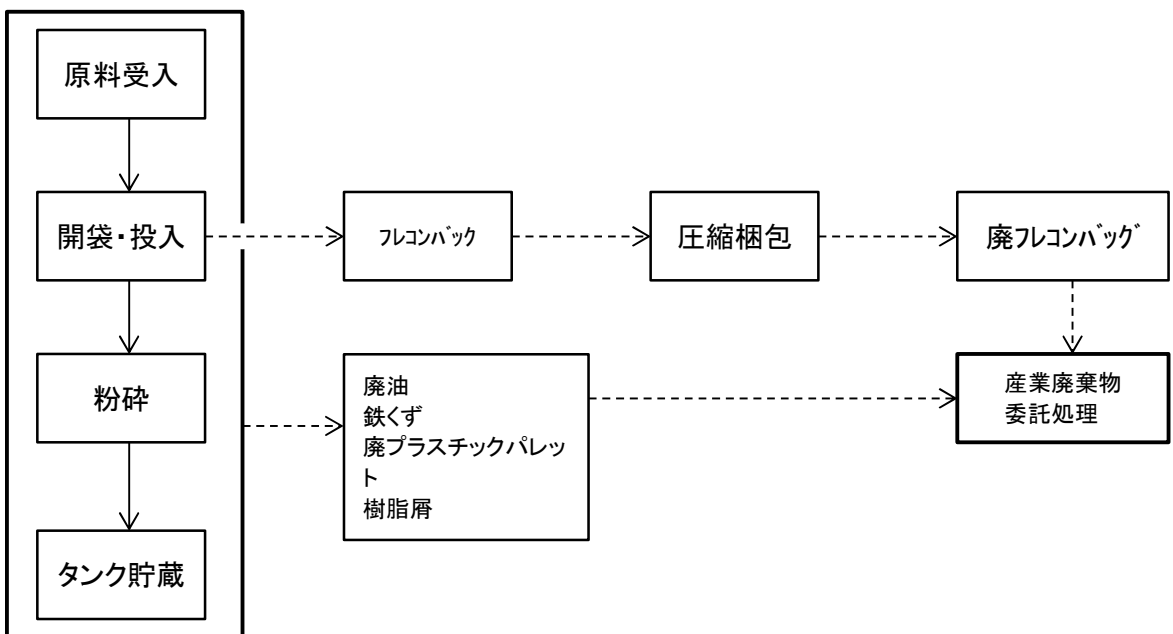 原料受入
開袋・投入
ﾌﾚｺﾝﾊﾞｯｸ
圧縮梱包
廃ﾌﾚｺﾝﾊﾞｯｸﾞ
粉砕
廃油
鉄くず
廃プラスチックパレッ
ト
樹脂屑
産業廃棄物
委託処理
タンク貯蔵